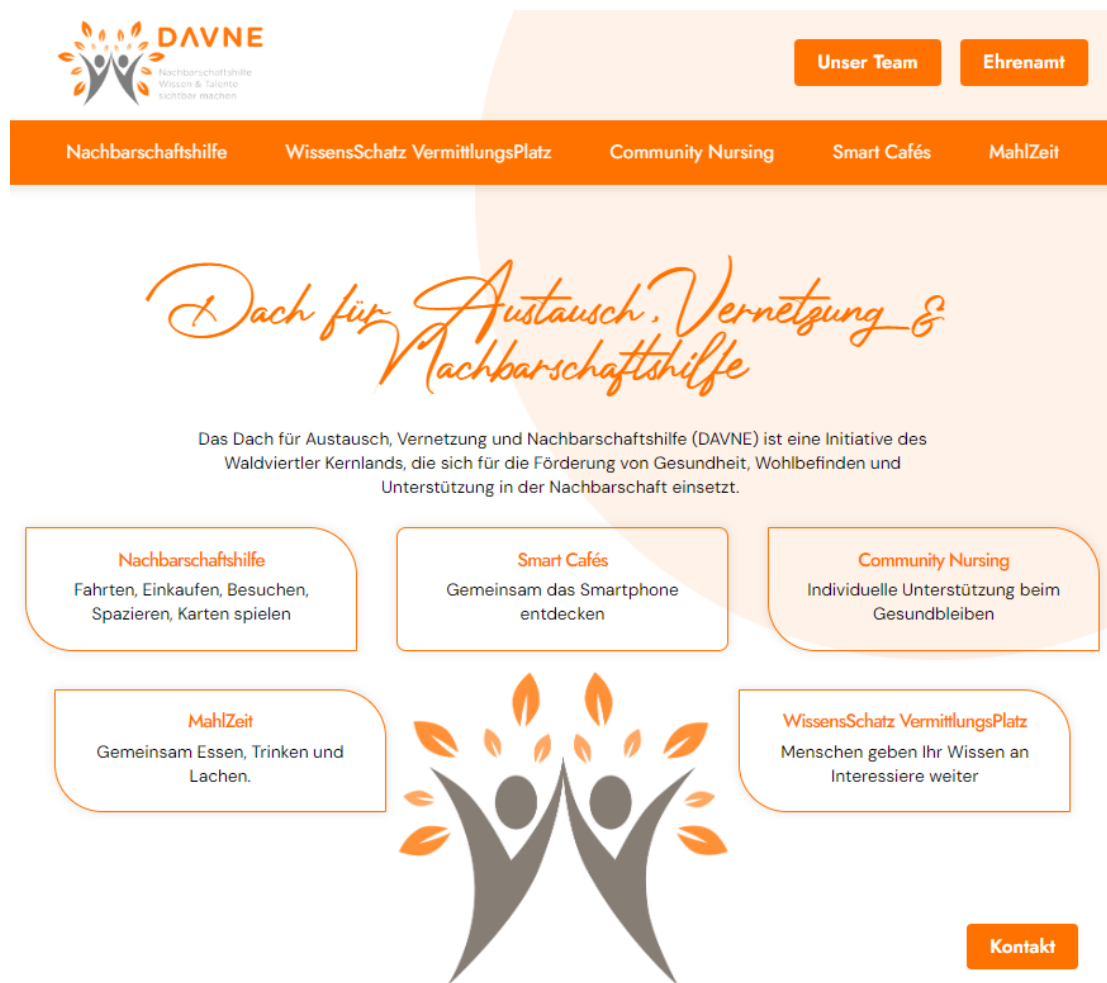 DAVNE
Nachbarschaftshilfe
Wissen & Talente
sichtbar machen
Unser Team
Ehrenamt
Nachbarschaftshilfe
WissensSchatz VermittlungsPlatz
Community Nursing
Smart Cafés
MahlZeit
Dach für Austausch, Vernetzung &
Nachbarschaftshilfe
Das Dach für Austausch, Vernetzung und Nachbarschaftshilfe (DAVNE) ist eine Initiative des
Waldviertler Kernlands, die sich für die Förderung von Gesundheit, Wohlbefinden und
Unterstützung in der Nachbarschaft einsetzt.
Nachbarschaftshilfe
Fahrten, Einkaufen, Besuchen,
Spazieren, Karten spielen
Smart Cafés
Gemeinsam das Smartphone
entdecken
Community Nursing
Individuelle Unterstützung beim
Gesundbleiben
MahlZeit
Gemeinsam Essen, Trinken und
Lachen.
WissensSchatz VermittlungsPlatz
Menschen geben Ihr Wissen an
Interessiere weiter
Kontakt